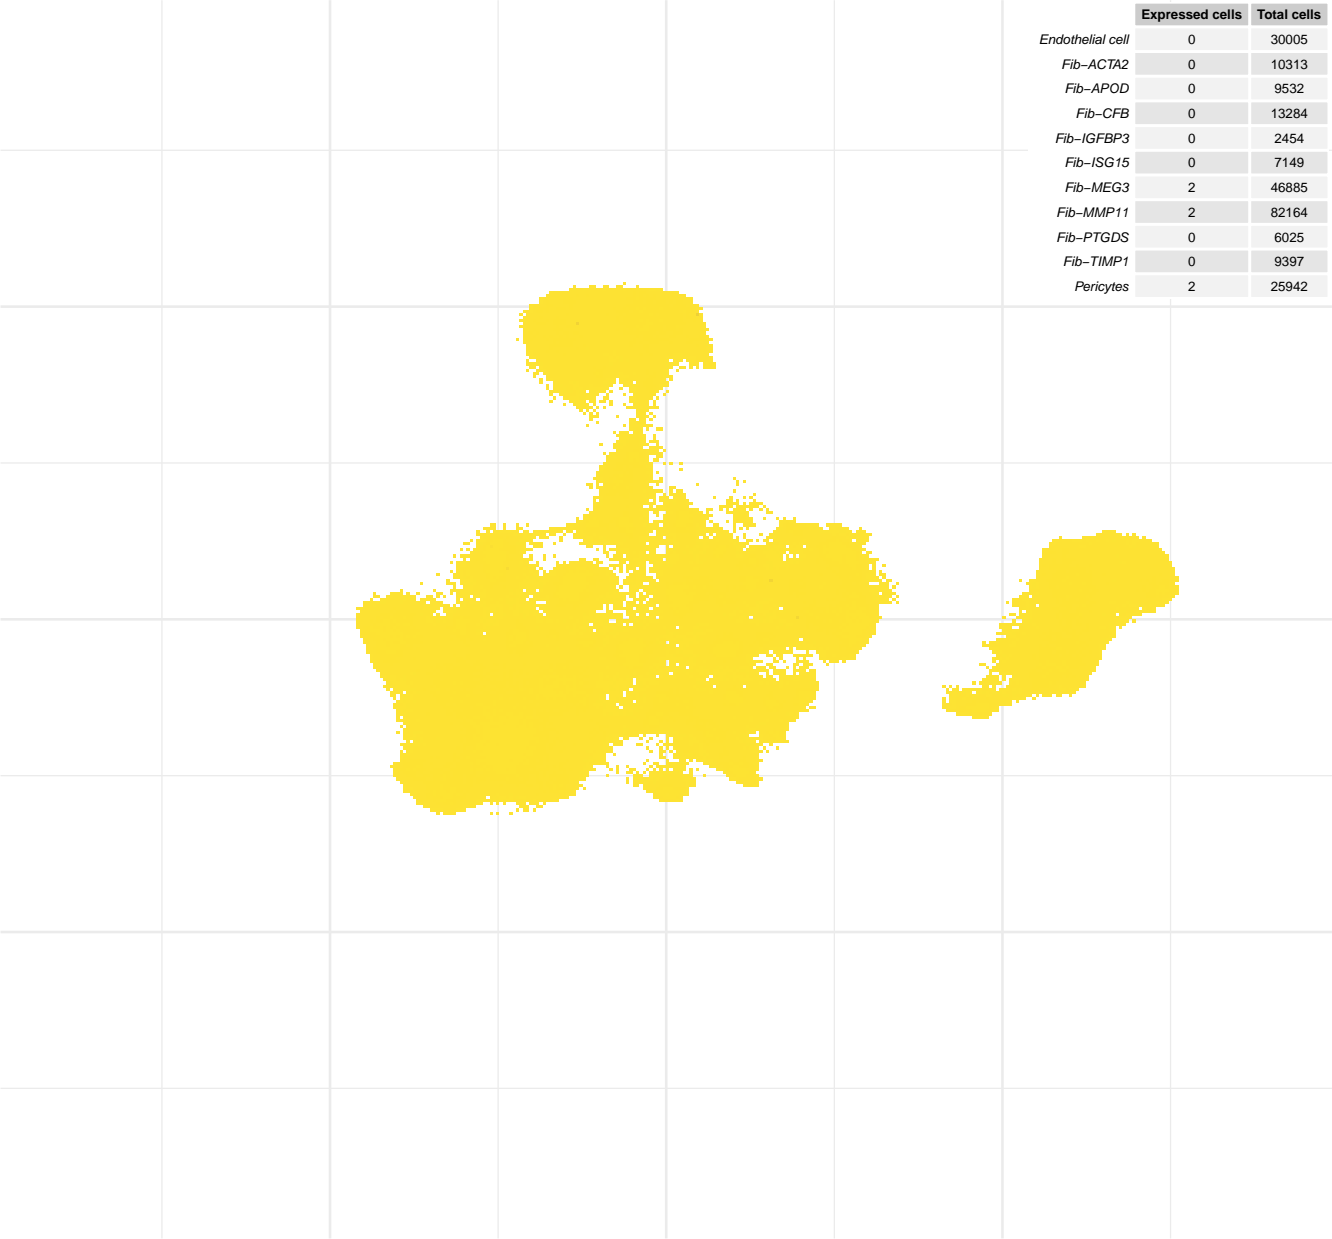 Expressed cells Total cells
Endothelial cell 0 30005
Fib−ACTA2 0 10313
Fib−APOD 0 9532
Fib−CFB 0 13284
Fib−IGFBP3 0 2454
Fib−ISG15 0 7149
Fib−MEG3 2 46885
Fib−MMP11 2 82164
Fib−PTGDS 0 6025
Fib−TIMP1 0 9397
Pericytes 2 25942